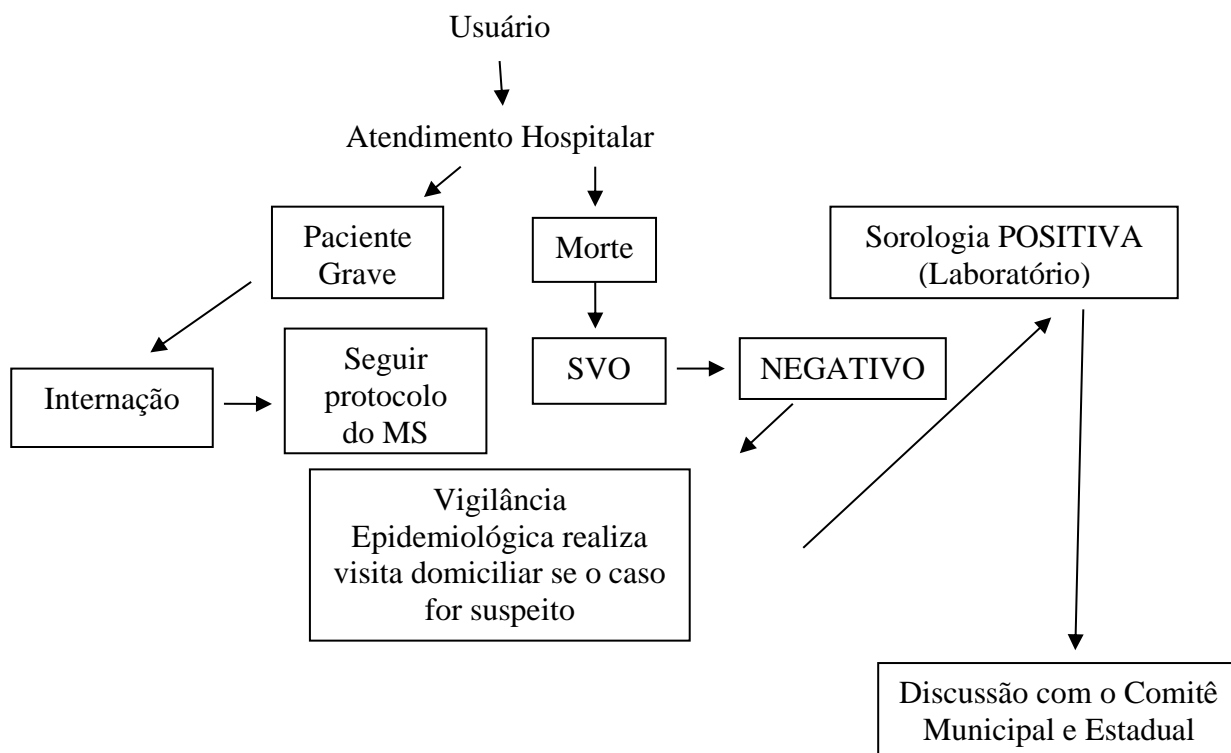 Usuário
Atendimento Hospitalar
Paciente
Grave
Morte
Sorologia POSITIVA
(Laboratório)
Internação
Seguir
protocolo
do MS
SVO
NEGATIVO
Vigilância
Epidemiológica realiza
visita domiciliar se o caso
for suspeito
Discussão com o Comitê
Municipal e Estadual